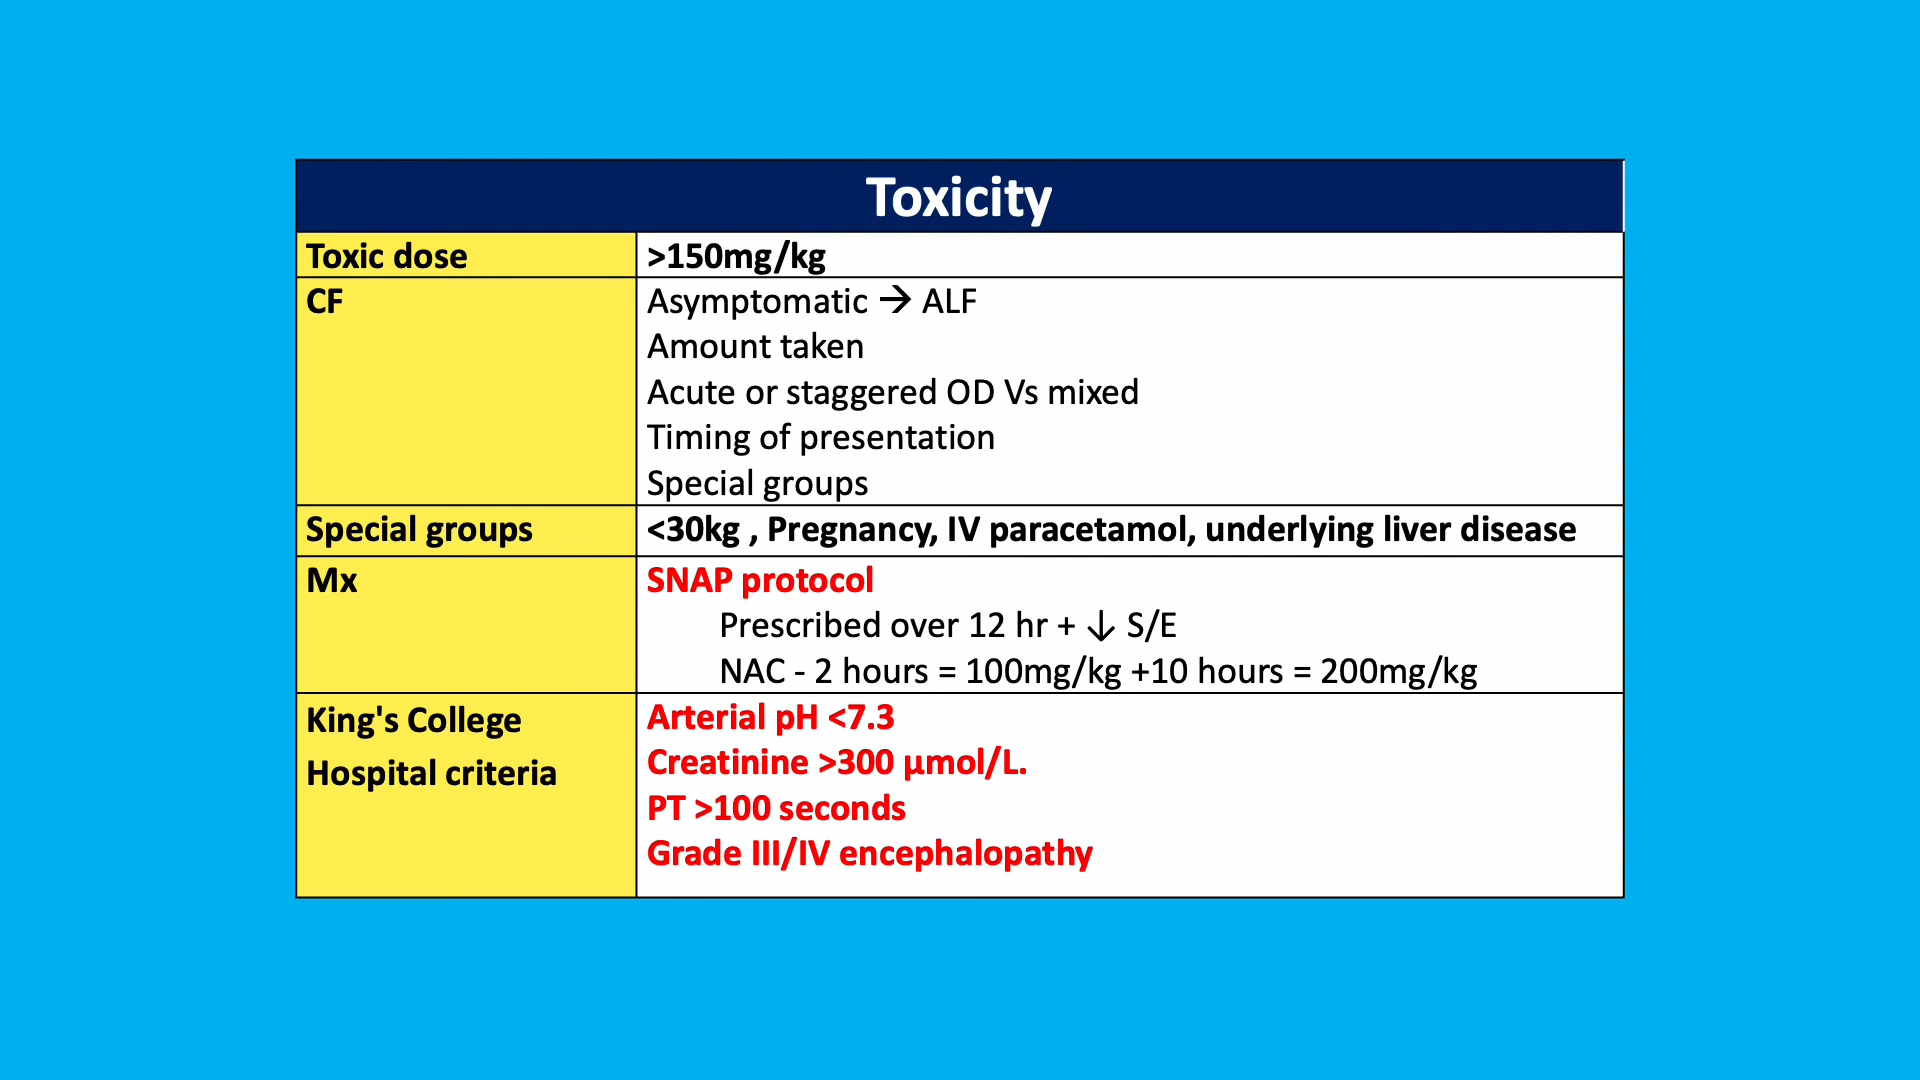 Toxicity
Toxic dose
>150mg/kg
CF
Asymptomatic → ALF
Amount taken
Acute or staggered OD Vs mixed
Timing of presentation
Special groups
Special groups
<30kg , Pregnancy, IV paracetamol, underlying liver disease
Mx
SNAP protocol
Prescribed over 12 hr + ↓ S/E
NAC - 2 hours = 100mg/kg +10 hours = 200mg/kg
King's College
Hospital criteria
Arterial pH <7.3
Creatinine >300 µmol/L.
PT >100 seconds
Grade III/IV encephalopathy